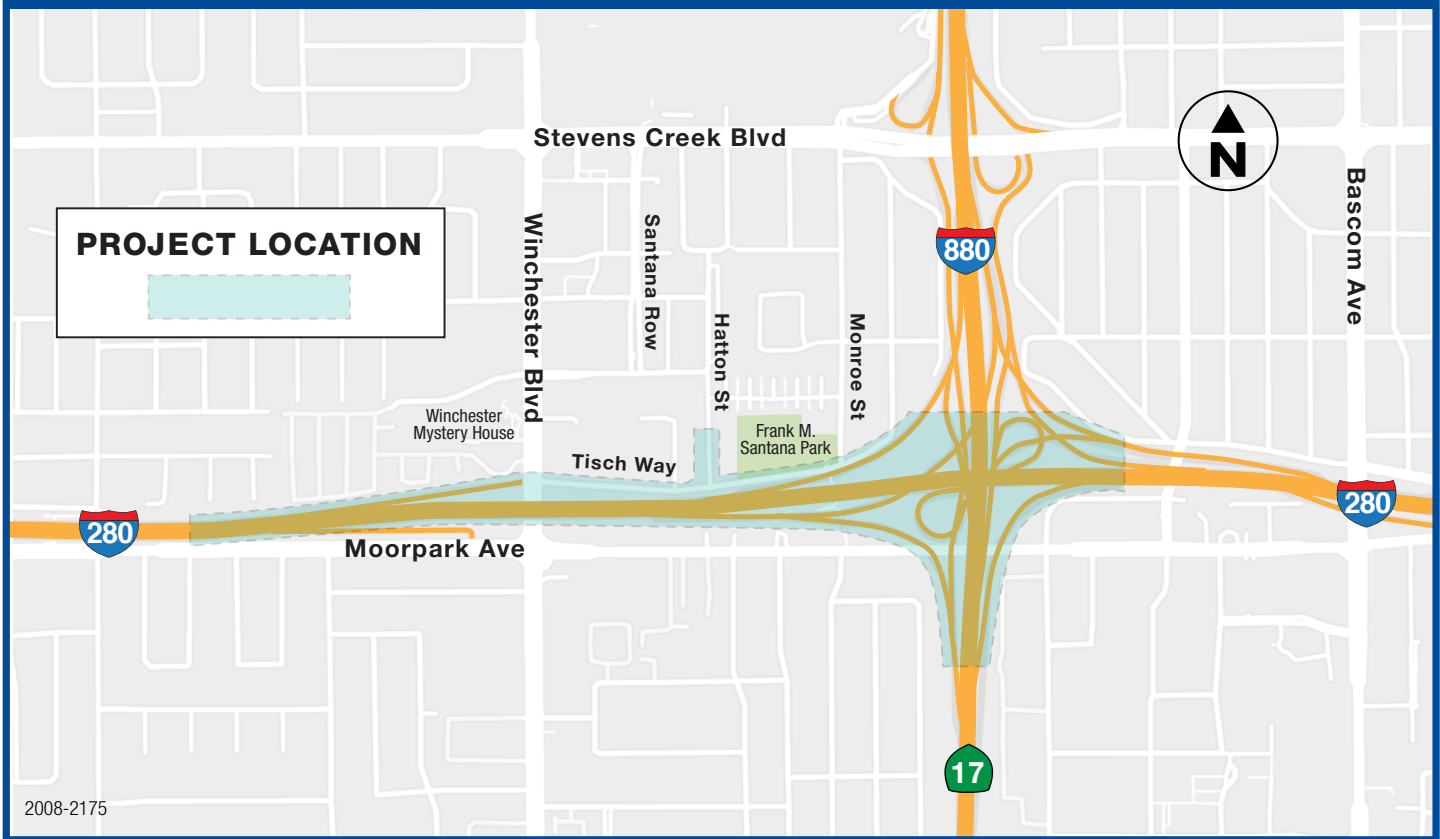 Stevens Creek Blvd
N
Bascom Ave
PROJECT LOCATION
Winchester Blvd
Santana Row
880
Hatton St
Monroe St
Winchester
Mystery House
Frank M.
Santana Park
Tisch Way
280
280
Moorpark Ave
17
2008-2175